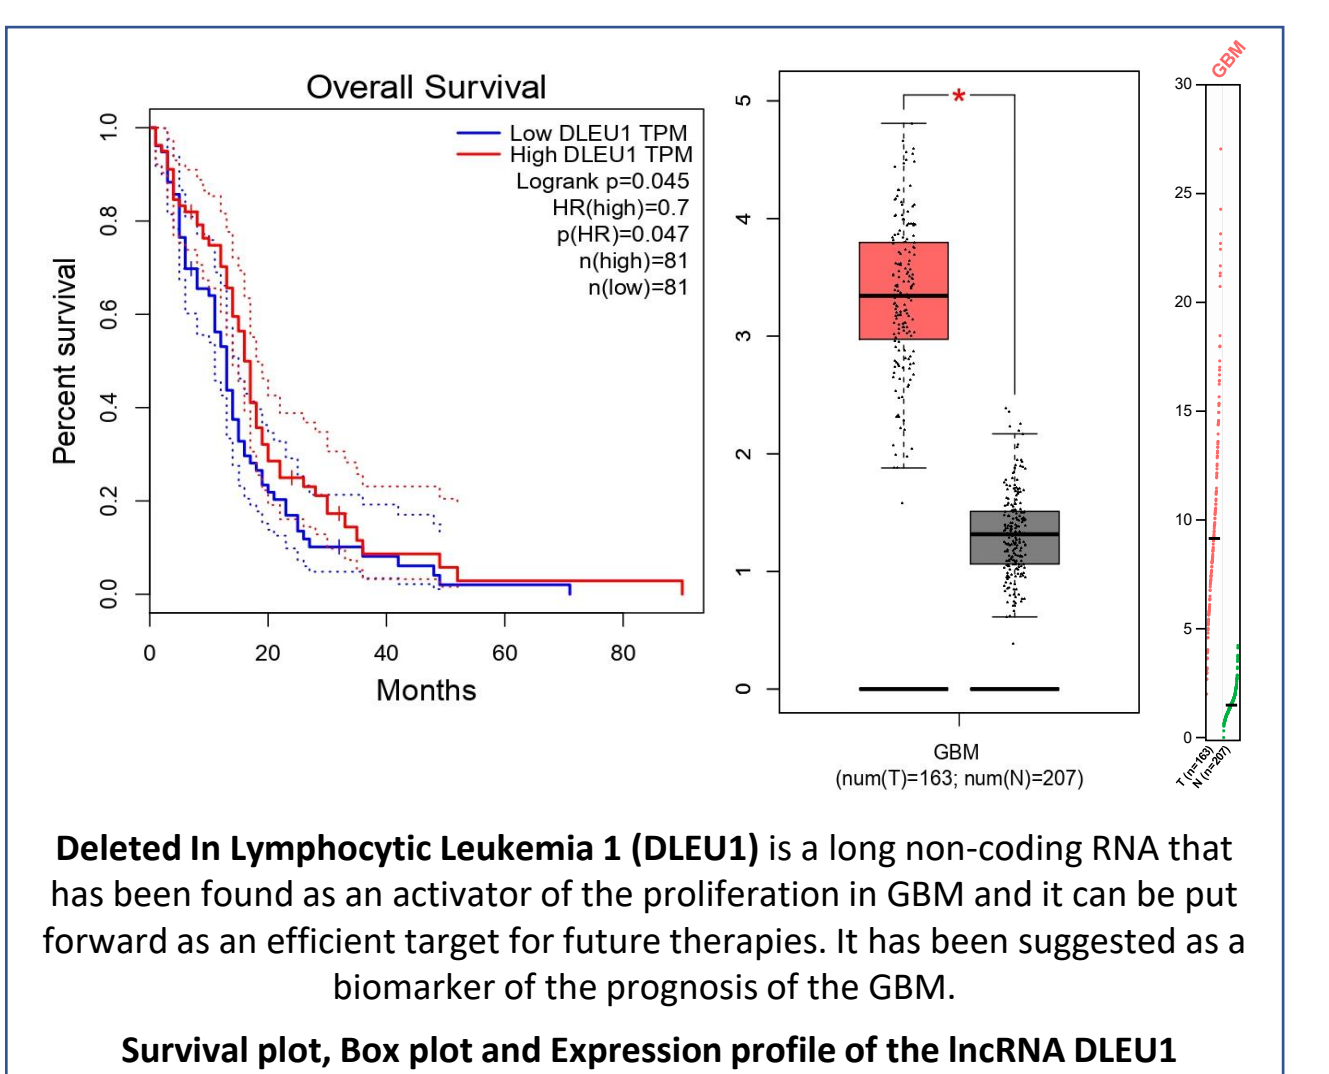 Overall Survival
Low DLEU1 TPM
High DLEU1 TPM
Logrank p=0.045
HR(high)=0.7
p(HR)=0.047
n(high)=81
n(low)=81
Percent survival
1.0
0.8
0.6
0.4
0.2
0.0
0 20 40 60 80
Months
5
4
3
2
1
0
*
GBM
(num(T)=163; num(N)=207)
GBM
30
25
20
15
10
5
0
T (n=163)
N (n=207)
Deleted In Lymphocytic Leukemia 1 (DLEU1) is a long non-coding RNA that
has been found as an activator of the proliferation in GBM and it can be put
forward as an efficient target for future therapies. It has been suggested as a
biomarker of the prognosis of the GBM.
Survival plot, Box plot and Expression profile of the lncRNA DLEU1